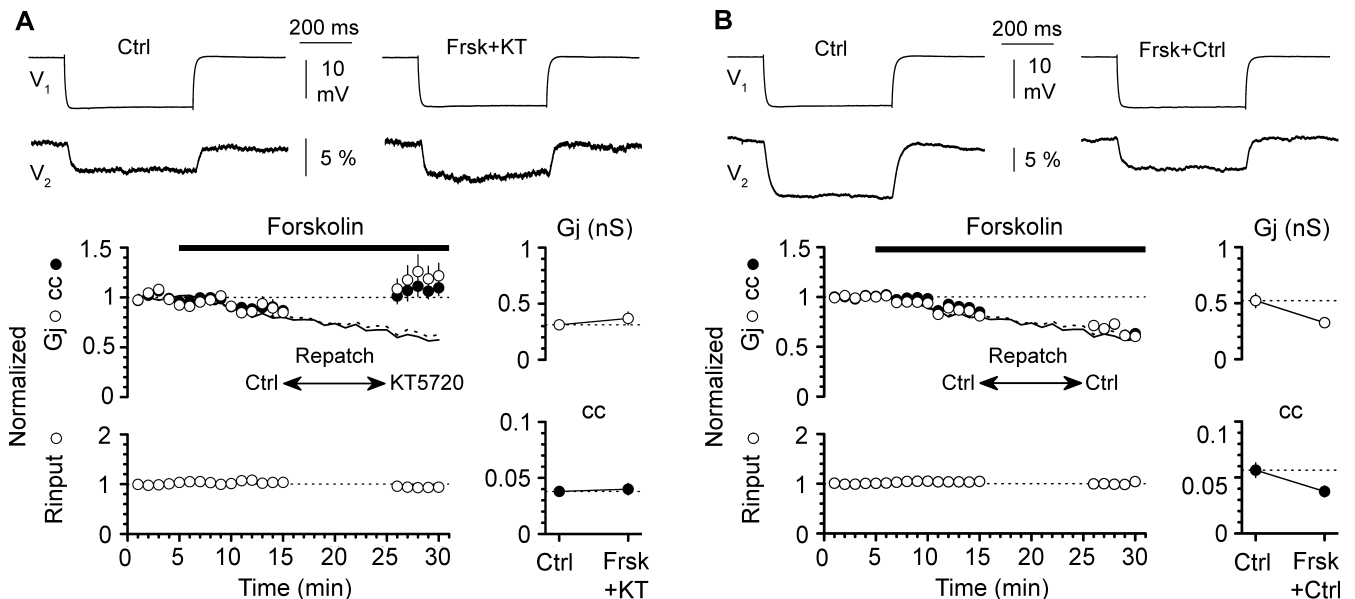 A
Ctrl
200 ms
Frsk+KT
V1
10
mV
V2
5 %
Forskolin
1.5
1
0.5
0
Normalized
Gj
cc
Repatch
Ctrl
KT5720
Rinput
2
1
0
0 5 10 15 20 25 30
Time (min)
Gj (nS)
1
0.5
0
cc
0.1
0.05
0
Ctrl
Frsk
+KT
B
Ctrl
200 ms
Frsk+Ctrl
V1
10
mV
V2
5 %
Forskolin
1.5
1
0.5
0
Normalized
Gj
cc
Repatch
Ctrl
Ctrl
Rinput
2
1
0
0 5 10 15 20 25 30
Time (min)
Gj (nS)
1
0.5
0
cc
0.1
0.05
0
Ctrl
Frsk
+Ctrl